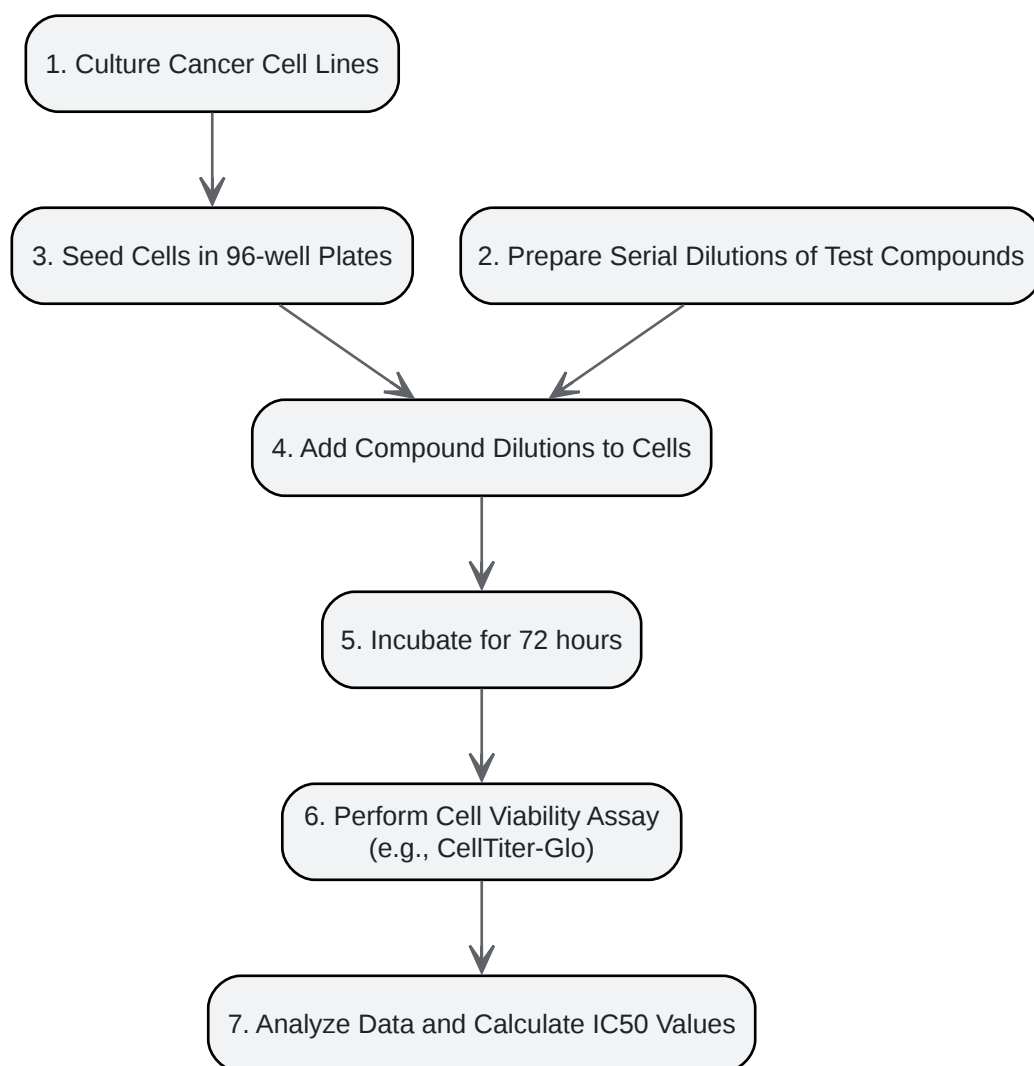 1. Culture Cancer Cell Lines
3. Seed Cells in 96-well Plates
2. Prepare Serial Dilutions of Test Compounds
4. Add Compound Dilutions to Cells
5. Incubate for 72 hours
6. Perform Cell Viability Assay
(e.g., CellTiter-Glo)
7. Analyze Data and Calculate IC50 Values